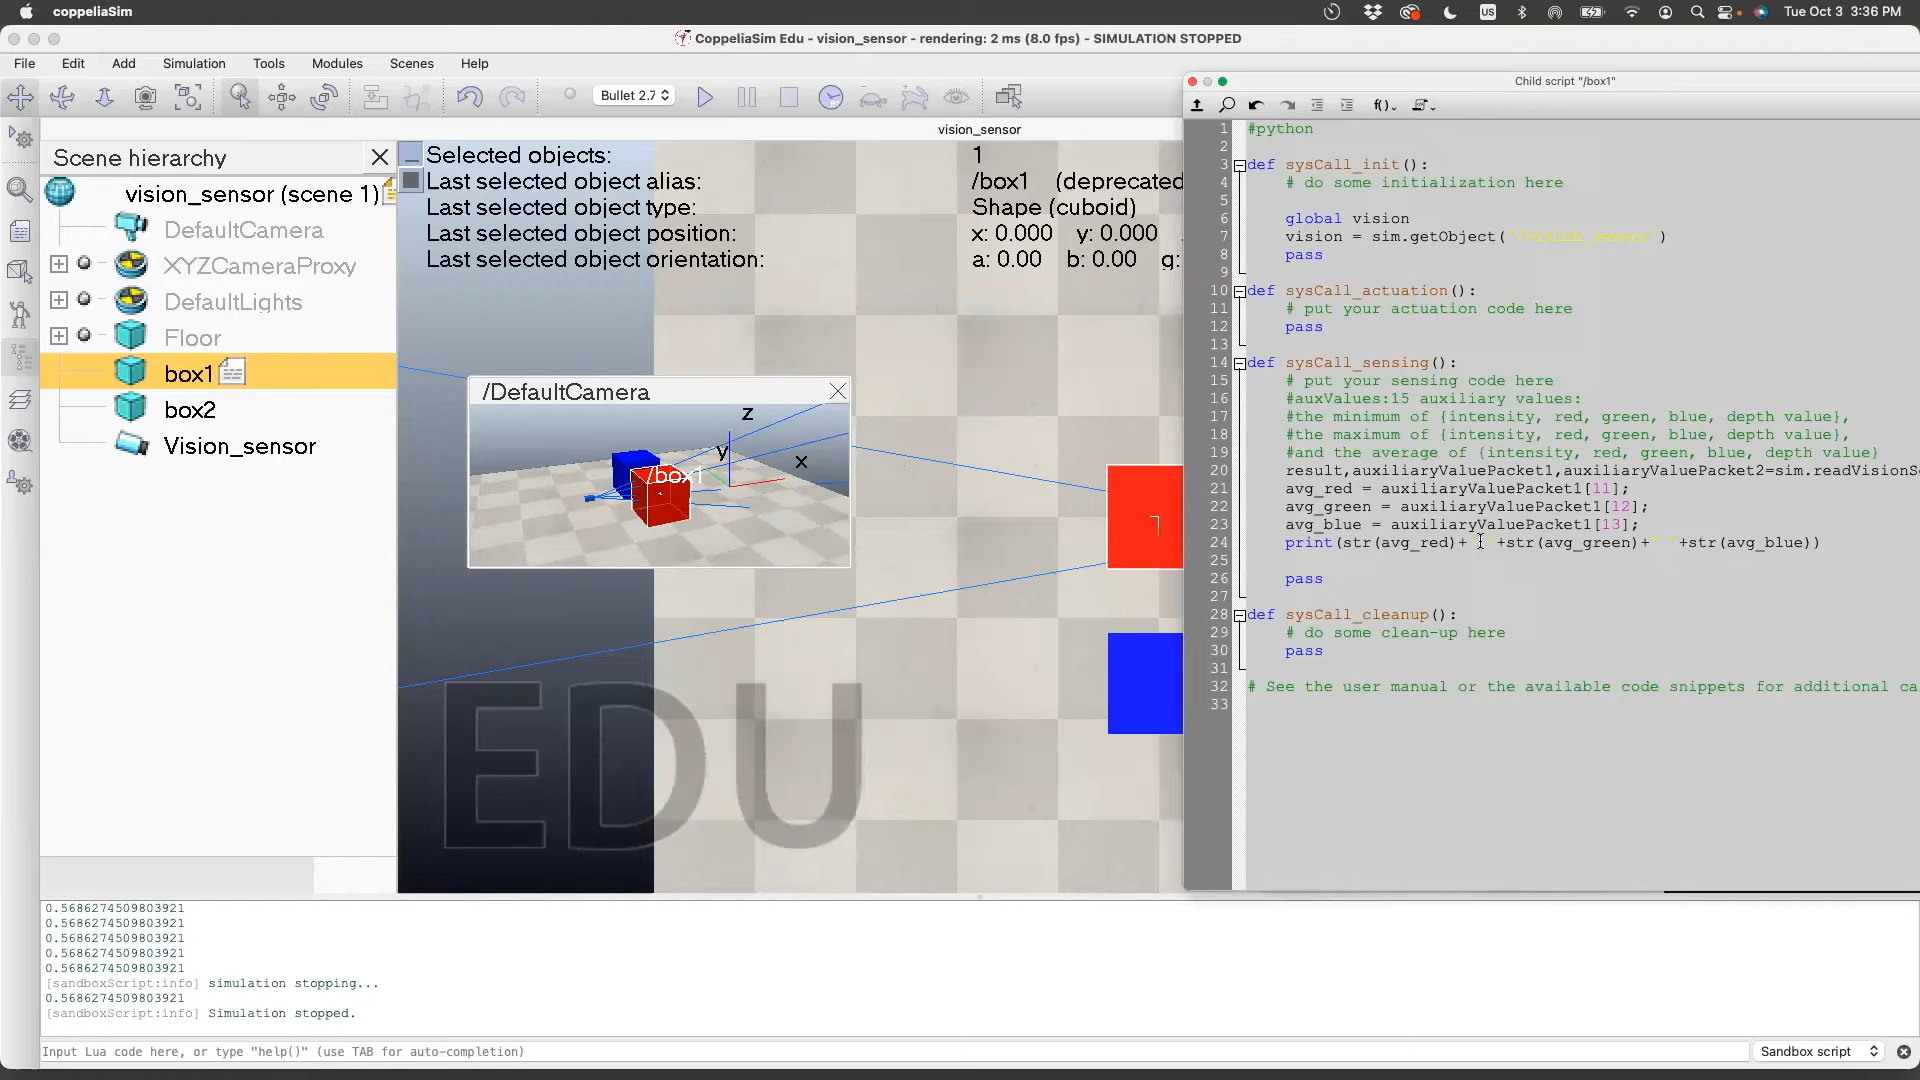 coppeliaSim
US
Tue Oct 3 3:36 PM
CoppeliaSim Edu - vision_sensor - rendering: 2 ms (8.0 fps) - SIMULATION STOPPED
File Edit Add Simulation Tools Modules Scenes Help
Bullet 2.7
RT
vision_sensor
Scene hierarchy
vision_sensor (scene 1)
DefaultCamera
XYZCameraProxy
DefaultLights
Floor
box1
box2
Vision_sensor
Selected objects: 1
Last selected object alias: /box1 (deprecated
Last selected object type: Shape (cuboid)
Last selected object position: x: 0.000 y: 0.000
Last selected object orientation: a: 0.00 b: 0.00 g:
/DefaultCamera
z
y
x
/box1
EDU
Child script "/box1"
f()
1 #python
2
3 def sysCall_init():
4 # do some initialization here
5
6 global vision
7 vision = sim.getObject('/Vision_sensor')
8 pass
9
10 def sysCall_actuation():
11 # put your actuation code here
12 pass
13
14 def sysCall_sensing():
15 # put your sensing code here
16 #auxValues:15 auxiliary values:
17 #the minimum of {intensity, red, green, blue, depth value},
18 #the maximum of {intensity, red, green, blue, depth value},
19 #and the average of {intensity, red, green, blue, depth value}
20 result,auxiliaryValuePacket1,auxiliaryValuePacket2=sim.readVisionSe
21 avg_red = auxiliaryValuePacket1[11];
22 avg_green = auxiliaryValuePacket1[12];
23 avg_blue = auxiliaryValuePacket1[13];
24 print(str(avg_red)+" "+str(avg_green)+" "+str(avg_blue))
25
26 pass
27
28 def sysCall_cleanup():
29 # do some clean-up here
30 pass
31
32 # See the user manual or the available code snippets for additional ca
33
0.5686274509803921
0.5686274509803921
0.5686274509803921
0.5686274509803921
0.5686274509803921
[sandboxScript:info] simulation stopping...
0.5686274509803921
[sandboxScript:info] Simulation stopped.
Input Lua code here, or type "help()" (use TAB for auto-completion)
Sandbox script